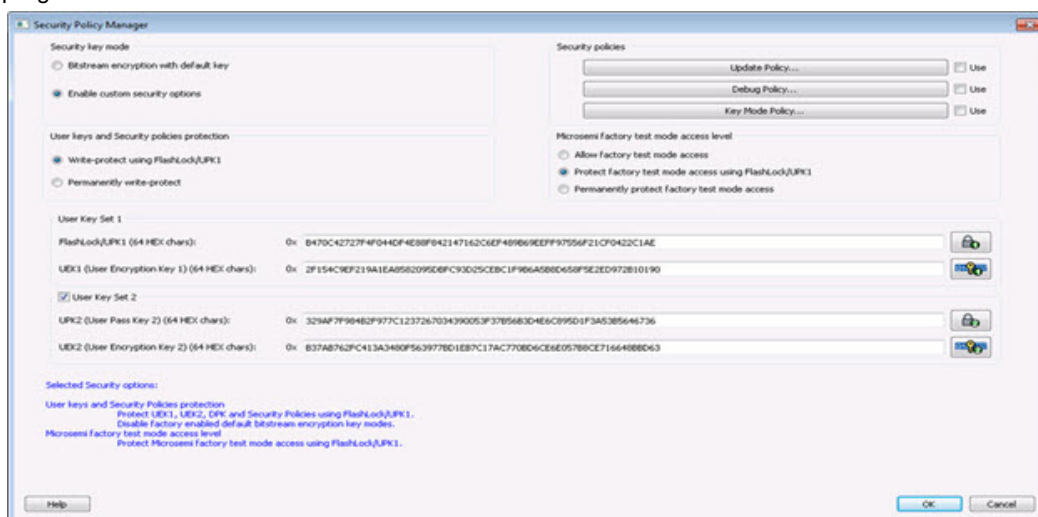 Security Policy Manager
Security key mode
Bitstream encryption with default key
Enable custom security options
Security policies
Update Policy...
Use
Debug Policy...
Use
Key Mode Policy...
Use
User keys and Security policies protection
Write-protect using FlashLock/UPK1
Permanently write-protect
Microsemi factory test mode access level
Allow factory test mode access
Protect factory test mode access using FlashLock/UPK1
Permanently protect factory test mode access
User Key Set 1
FlashLock/UPK1 (64 HEX chars): 0x
UEK1 (User Encryption Key 1) (64 HEX chars): 0x
User Key Set 2
UPK2 (User Pass Key 2) (64 HEX chars): 0x
UEK2 (User Encryption Key 2) (64 HEX chars): 0x
Selected Security options:
User keys and Security Policies protection
Protect UEK1, UEK2, DPK and Security Policies using FlashLock/UPK1.
Disable factory enabled default bitstream encryption key modes.
Microsemi factory test mode access level
Protect Microsemi factory test mode access using FlashLock/UPK1.
Help
OK
Cancel